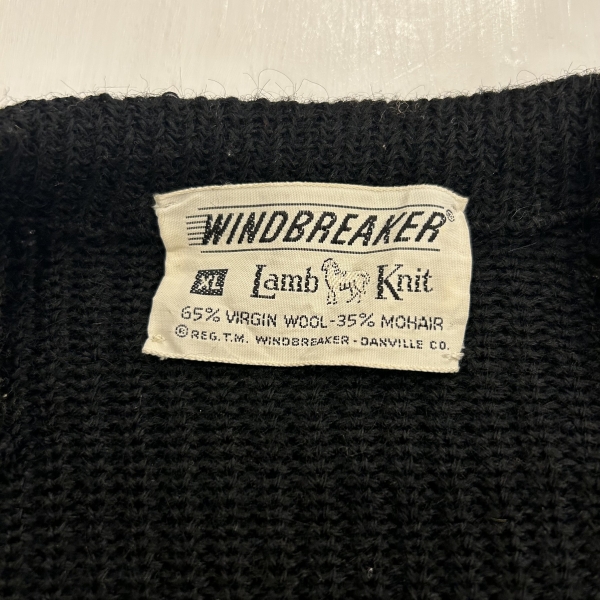 WINDBREAKER®
XL Lamb Knit
65% VIRGIN WOOL-35% MOHAIR
® REG. T.M. WINDBREAKER - DANVILLE CO.